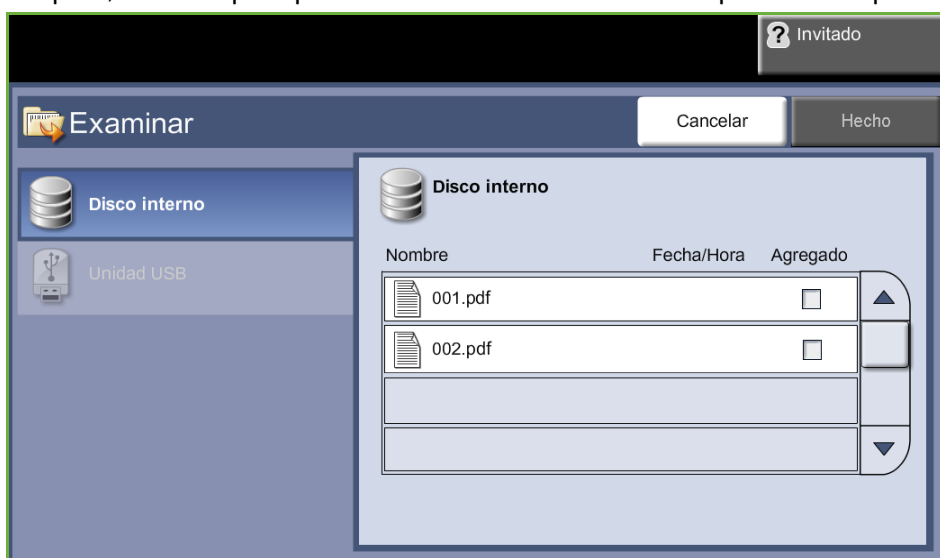 Invitado
Examinar
Cancelar
Hecho
Disco interno
Unidad USB
Disco interno
Nombre Fecha/Hora Agregado
001.pdf
002.pdf